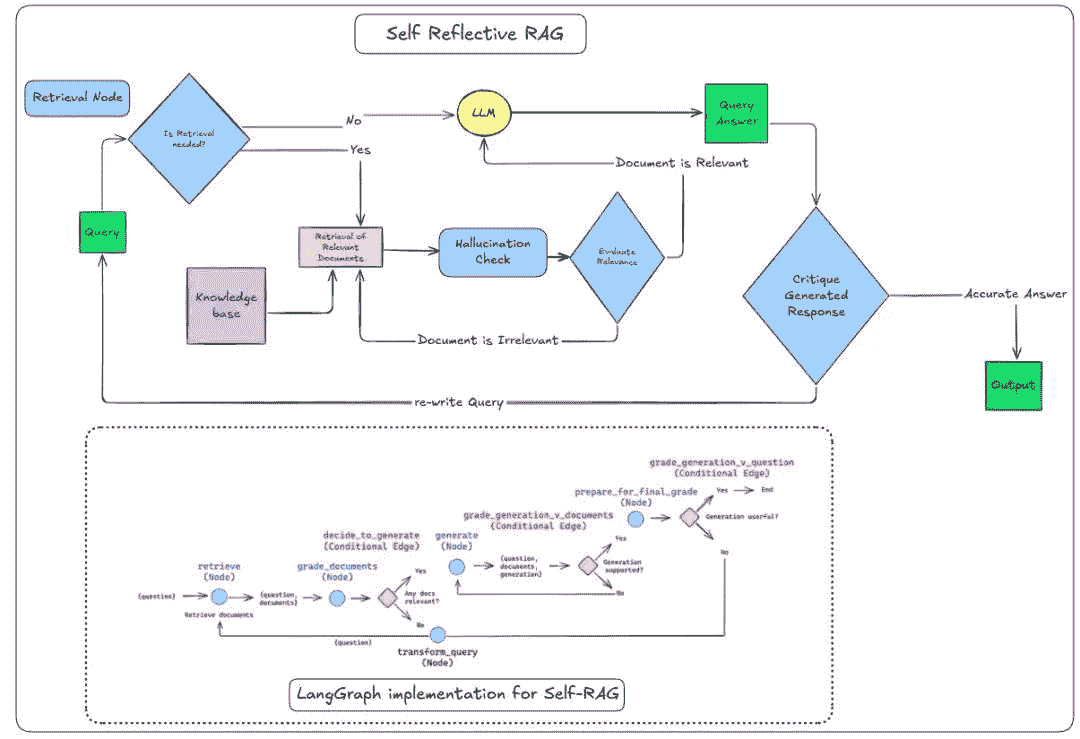 Self Reflective RAG
Retrieval Node
Is Retrieval
needed?
No
Yes
LLM
Query
Answer
Document is Relevant
Query
Retrieval of
Relevant
Documents
Hallucination
Check
Evaluate
Relevance
Knowledge
base
Document is Irrelevant
Critique
Generated
Response
Accurate Answer
Output
re-write Query
grade_generation_v_question
(Conditional Edge)
prepare_for_final_grade
(Node)
Yes
End
Generation userful?
No
grade_generation_v_documents
(Conditional Edge)
Yes
Generation
supported?
No
decide_to_generate
(Conditional Edge)
generate
(Node)
{question,
documents,
generation}
retrieve
(Node)
grade_documents
(Node)
Yes
Any docs
relevant?
No
{question}
{question,
documents}
Retrieve documents
{question}
transform_query
(Node)
LangGraph implementation for Self-RAG